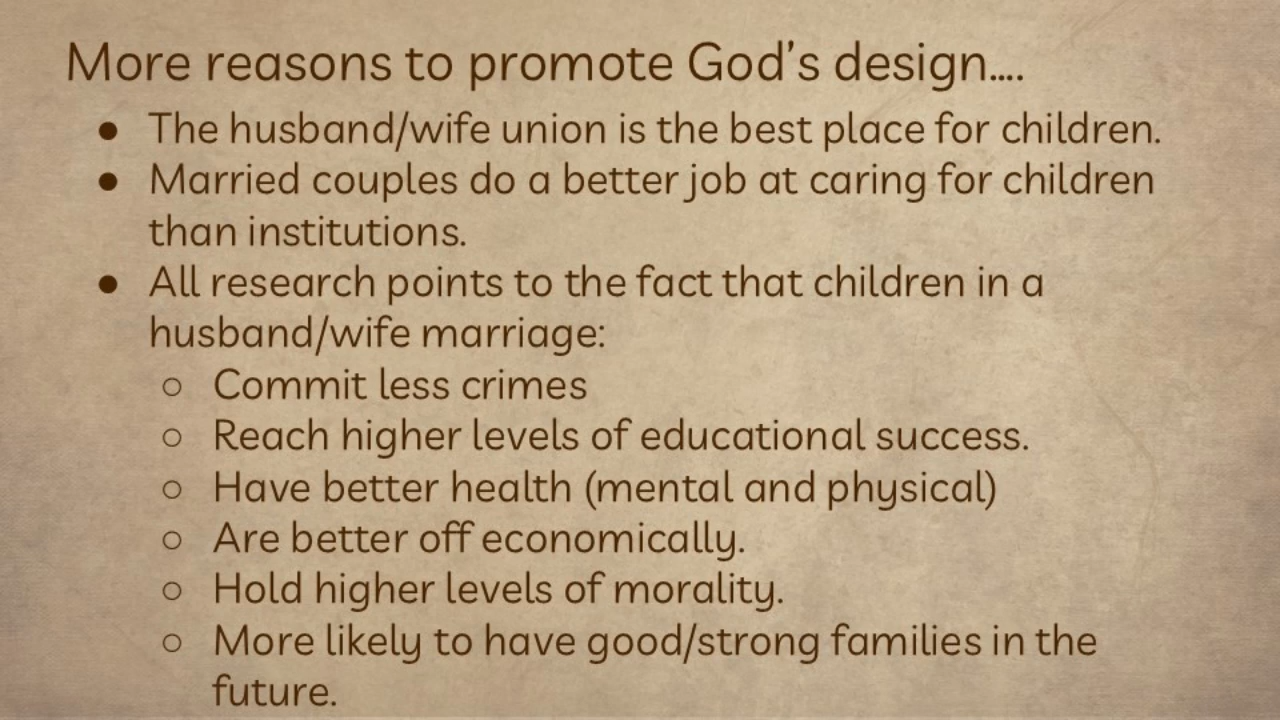 More reasons to promote God's design....
● The husband/wife union is the best place for children.
● Married couples do a better job at caring for children
than institutions.
● All research points to the fact that children in a
husband/wife marriage:
○ Commit less crimes
○ Reach higher levels of educational success.
○ Have better health (mental and physical)
○ Are better off economically.
○ Hold higher levels of morality.
○ More likely to have good/strong families in the
future.